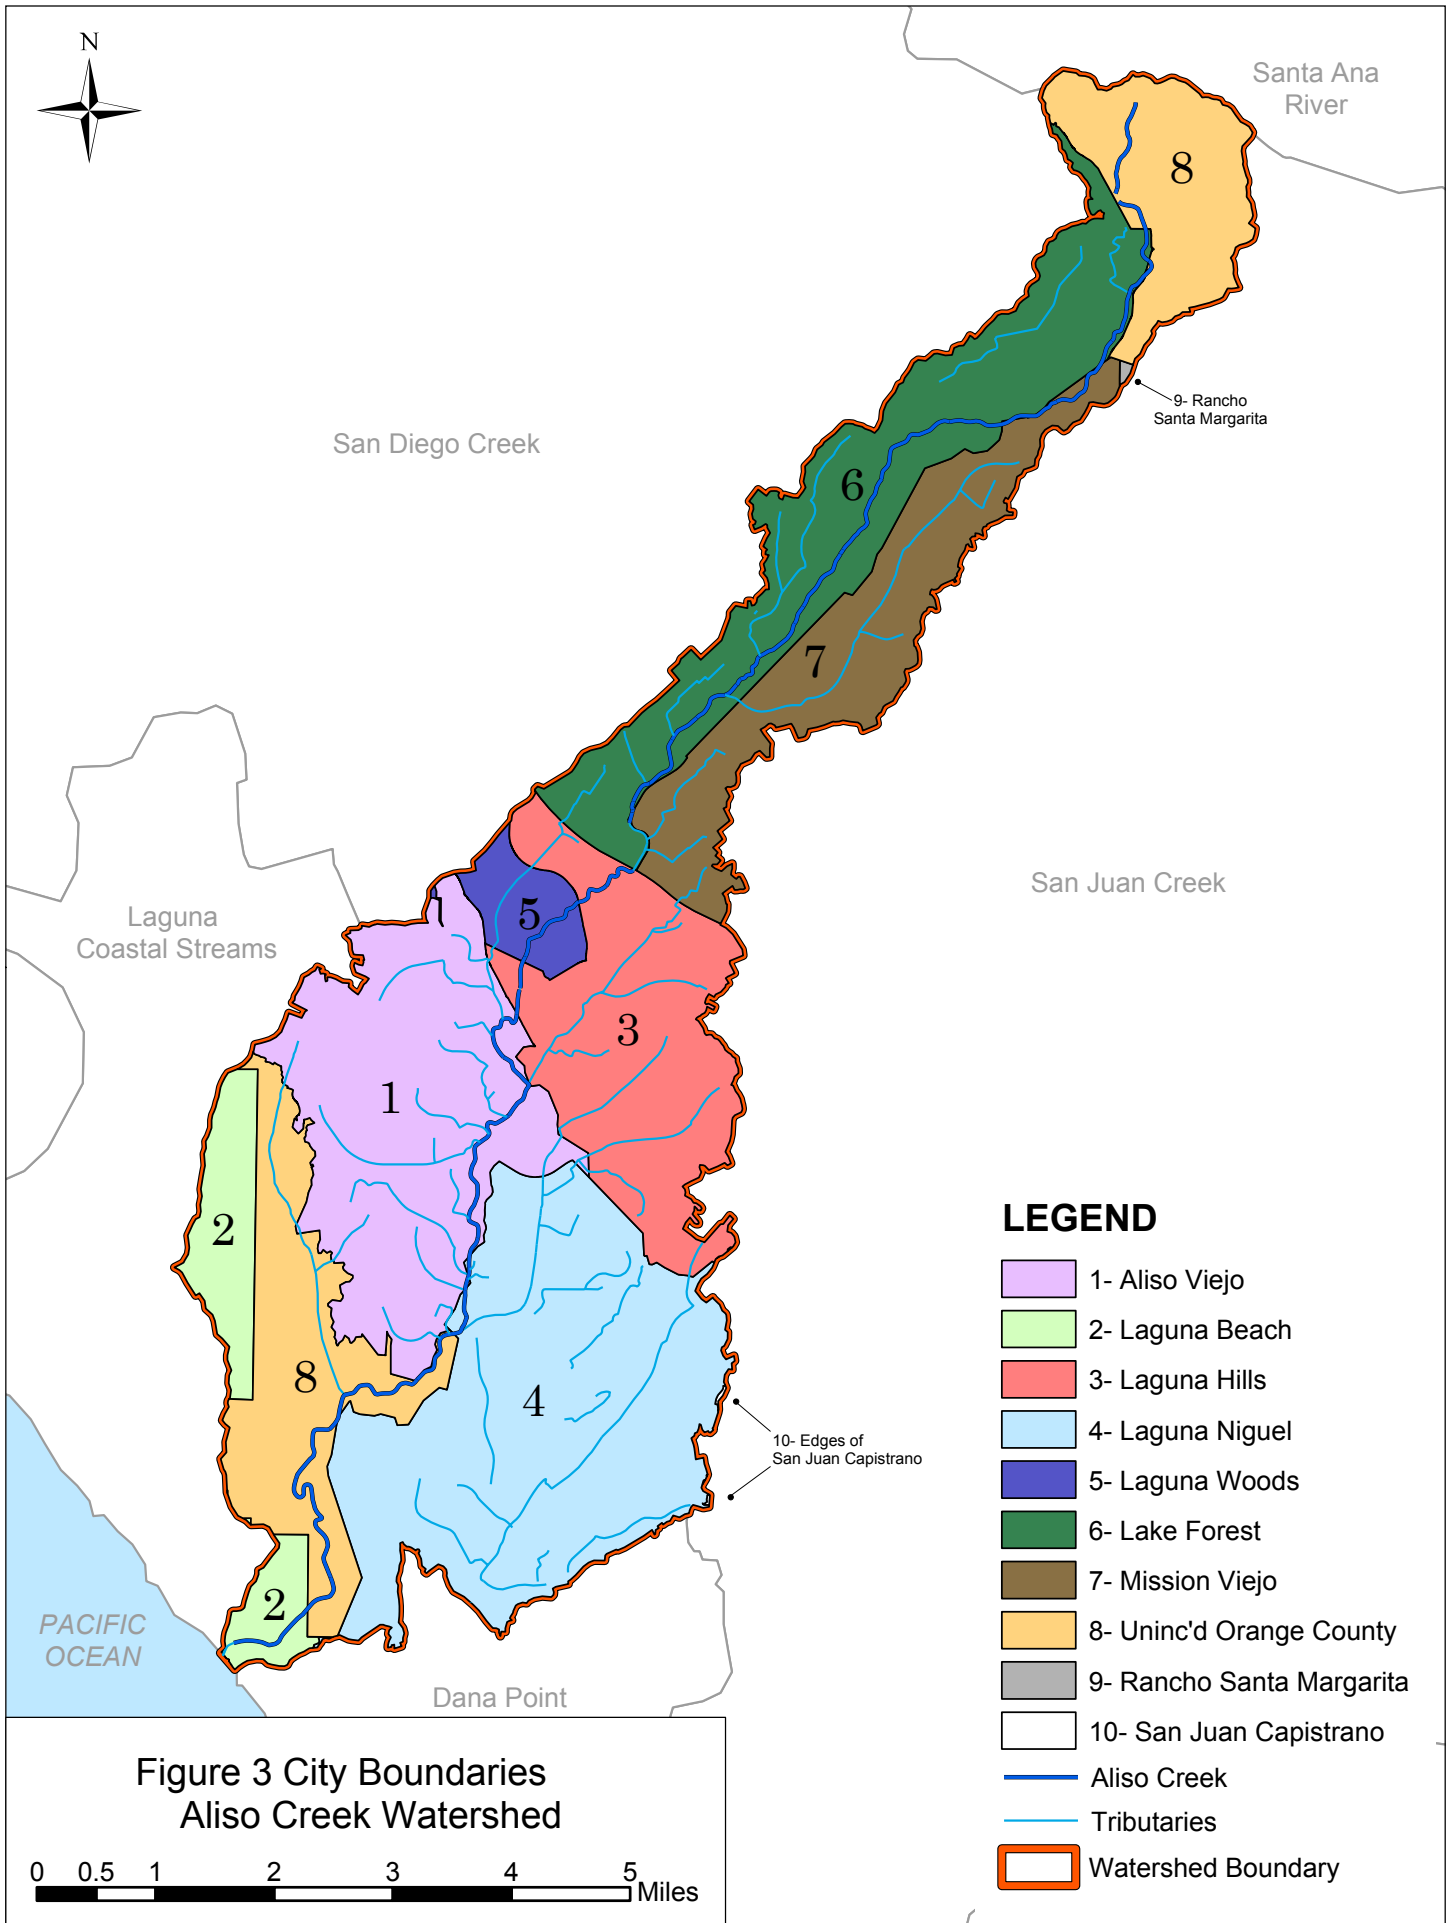 N
Santa Ana
River
8
9- Rancho
Santa Margarita
San Diego Creek
6
7
San Juan Creek
Laguna
Coastal Streams
5
3
1
2
8
4
10- Edges of
San Juan Capistrano
2
PACIFIC
OCEAN
Dana Point
LEGEND
1- Aliso Viejo
2- Laguna Beach
3- Laguna Hills
4- Laguna Niguel
5- Laguna Woods
6- Lake Forest
7- Mission Viejo
8- Uninc'd Orange County
9- Rancho Santa Margarita
10- San Juan Capistrano
Aliso Creek
Tributaries
Watershed Boundary
Figure 3 City Boundaries
Aliso Creek Watershed
0 0.5 1 2 3 4 5
Miles